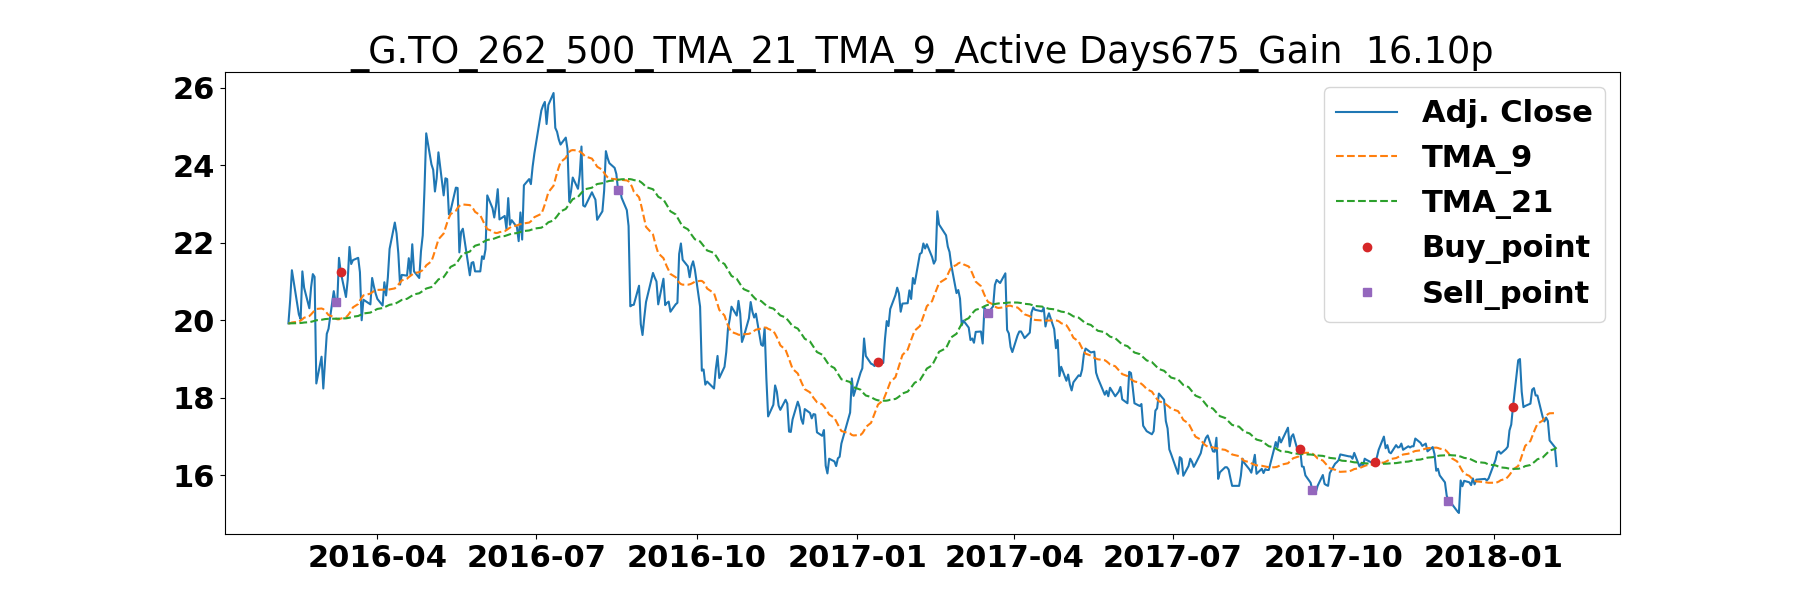 _G.TO_262_500_TMA_21_TMA_9_Active Days675_Gain  16.10p
26
24
22
20
18
16
Adj. Close
TMA_9
TMA_21
Buy_point
Sell_point
2016-04 2016-07 2016-10 2017-01 2017-04 2017-07 2017-10 2018-01